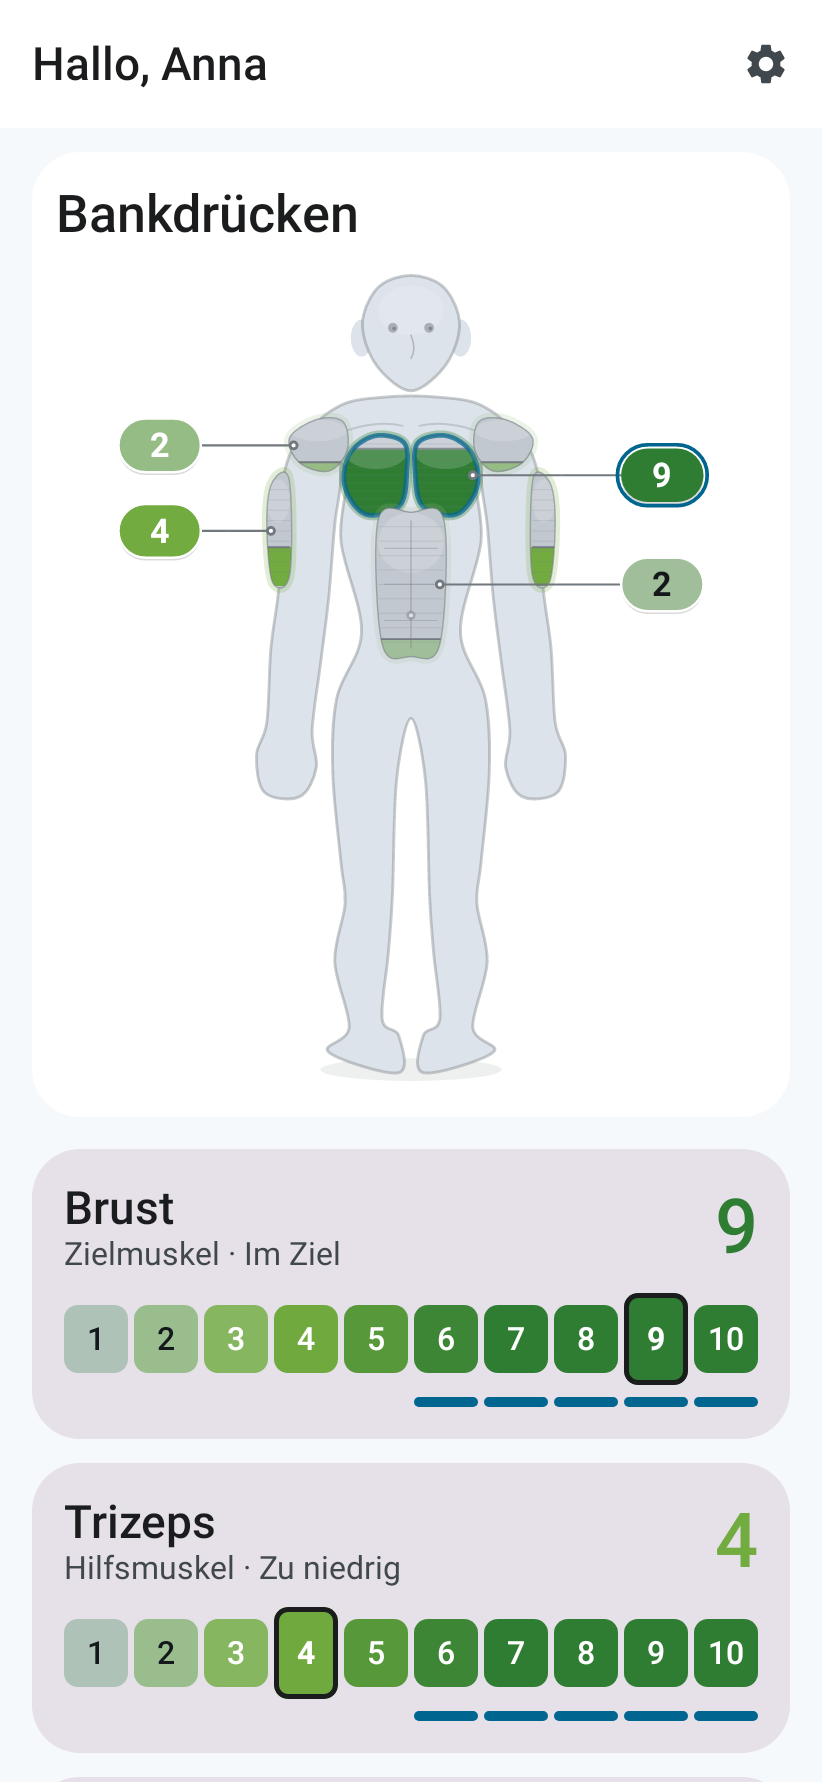 Hallo, Anna
Bankdrücken
2
9
4
2
Brust
9
Zielmuskel · Im Ziel
1 2 3 4 5 6 7 8 9 10
Trizeps
4
Hilfsmuskel · Zu niedrig
1 2 3 4 5 6 7 8 9 10